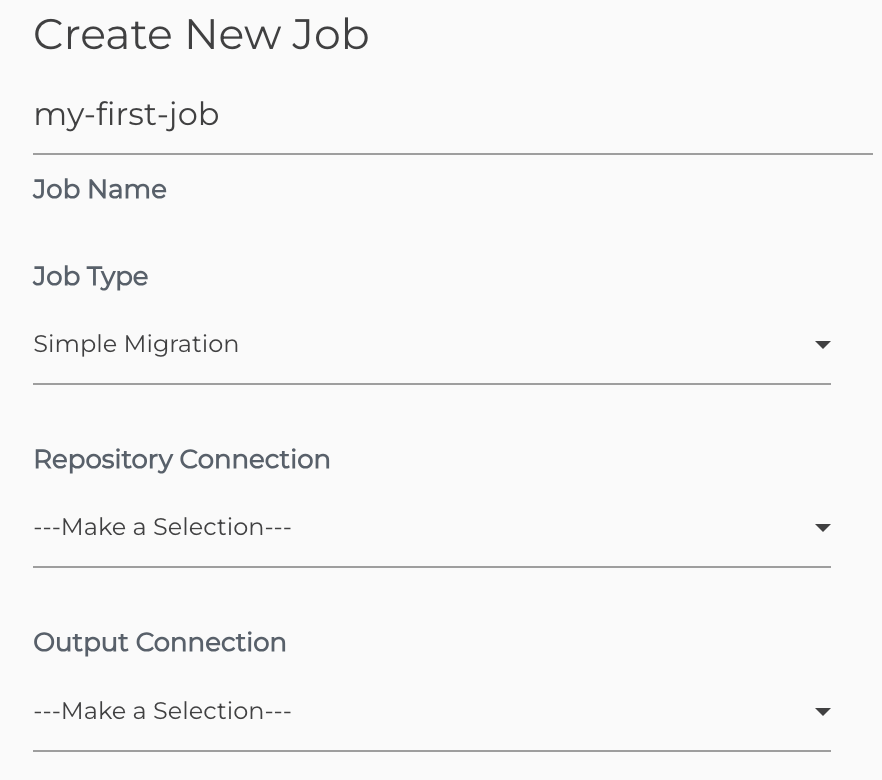 Create New Job
my-first-job
Job Name
Job Type
Simple Migration
Repository Connection
---Make a Selection---
Output Connection
---Make a Selection---